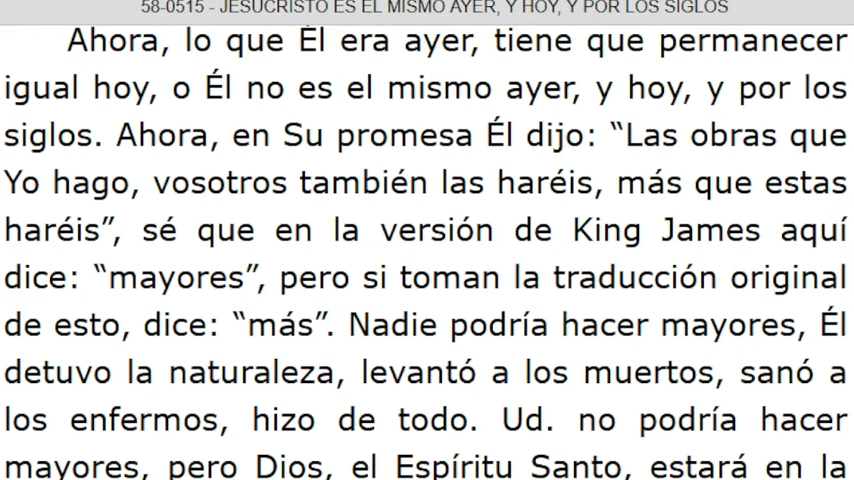 58-0515 - JESUCRISTO ES EL MISMO AYER, Y HOY, Y POR LOS SIGLOS
Ahora, lo que Él era ayer, tiene que permanecer
igual hoy, o Él no es el mismo ayer, y hoy, y por los
siglos. Ahora, en Su promesa Él dijo: “Las obras que
Yo hago, vosotros también las haréis, más que estas
haréis”, sé que en la versión de King James aquí
dice: “mayores”, pero si toman la traducción original
de esto, dice: “más”. Nadie podría hacer mayores, Él
detuvo la naturaleza, levantó a los muertos, sanó a
los enfermos, hizo de todo. Ud. no podría hacer
mayores, pero Dios, el Espíritu Santo, estará en la